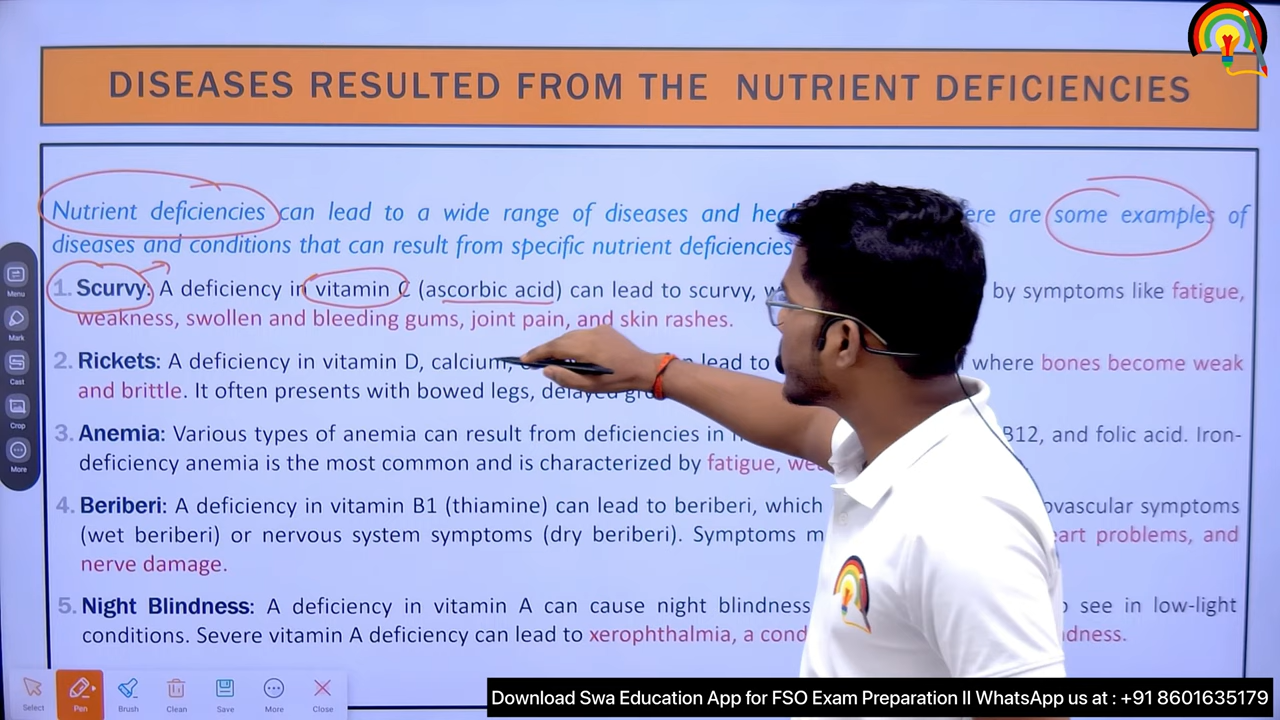 DISEASES RESULTED FROM THE NUTRIENT DEFICIENCIES
Nutrient deficiencies can lead to a wide range of diseases and are some examples of
diseases and conditions that can result from specific nutrient deficiencies
1. Scurvy: A deficiency in vitamin C (ascorbic acid) can lead to scurvy, by symptoms like fatigue,
weakness, swollen and bleeding gums, joint pain, and skin rashes.
2. Rickets: A deficiency in vitamin D, calcium, lead to where bones become weak
and brittle. It often presents with bowed legs, delayed
3. Anemia: Various types of anemia can result from deficiencies in B12, and folic acid. Iron-
deficiency anemia is the most common and is characterized by fatigue,
4. Beriberi: A deficiency in vitamin B1 (thiamine) can lead to beriberi, which symptoms
(wet beriberi) or nervous system symptoms (dry beriberi). Symptoms problems, and
nerve damage.
5. Night Blindness: A deficiency in vitamin A can cause night blindness see in low-light
conditions. Severe vitamin A deficiency can lead to xerophthalmia, a
Menu
Mark
Cast
Crop
More
Select
Pen
Brush
Clean
Save
More
Close
Download Swa Education App for FSO Exam Preparation II WhatsApp us at : +91 8601635179